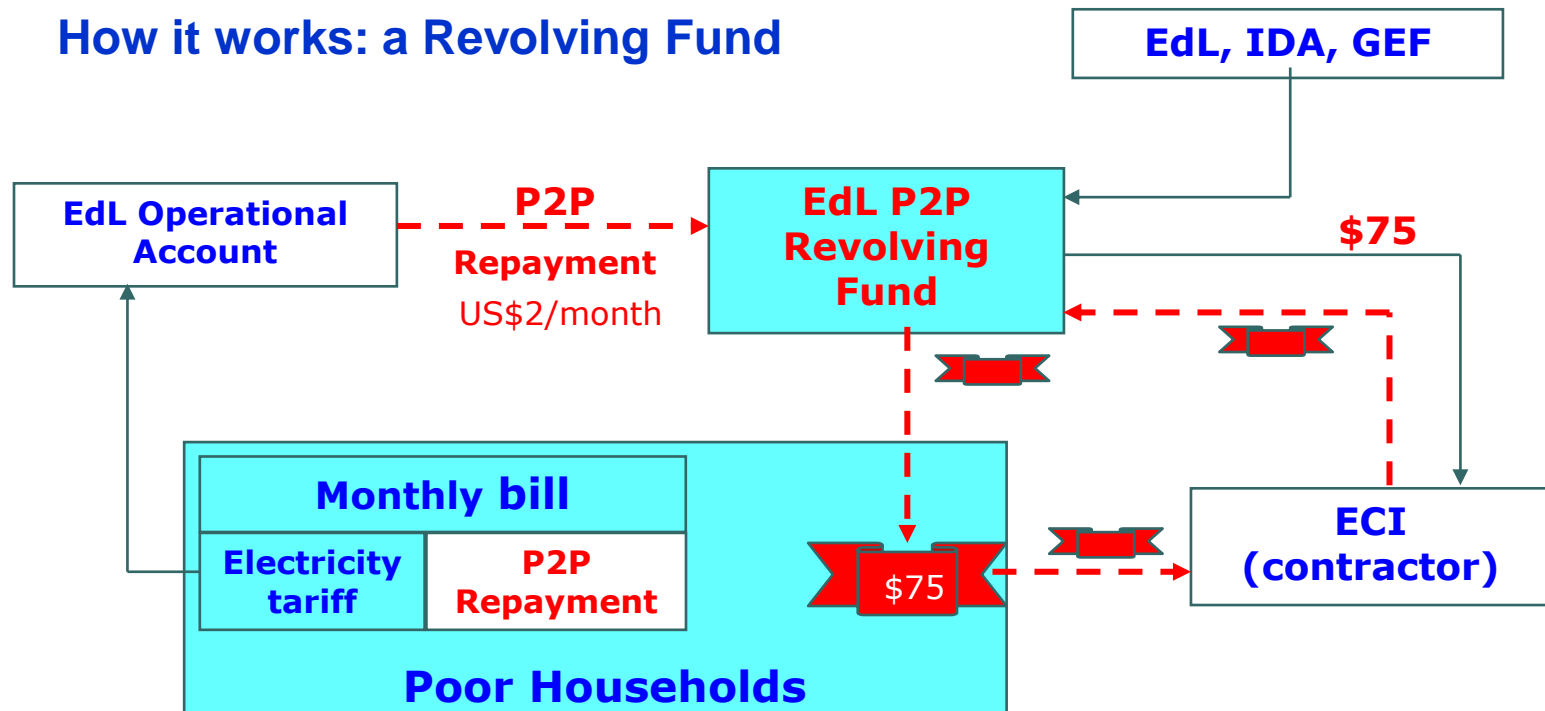 How it works: a Revolving Fund
EdL, IDA, GEF
EdL Operational
Account
P2P
Repayment
US$2/month
EdL P2P
Revolving
Fund
$75
Monthly bill
Electricity
tariff
P2P
Repayment
$75
ECI
(contractor)
Poor Households